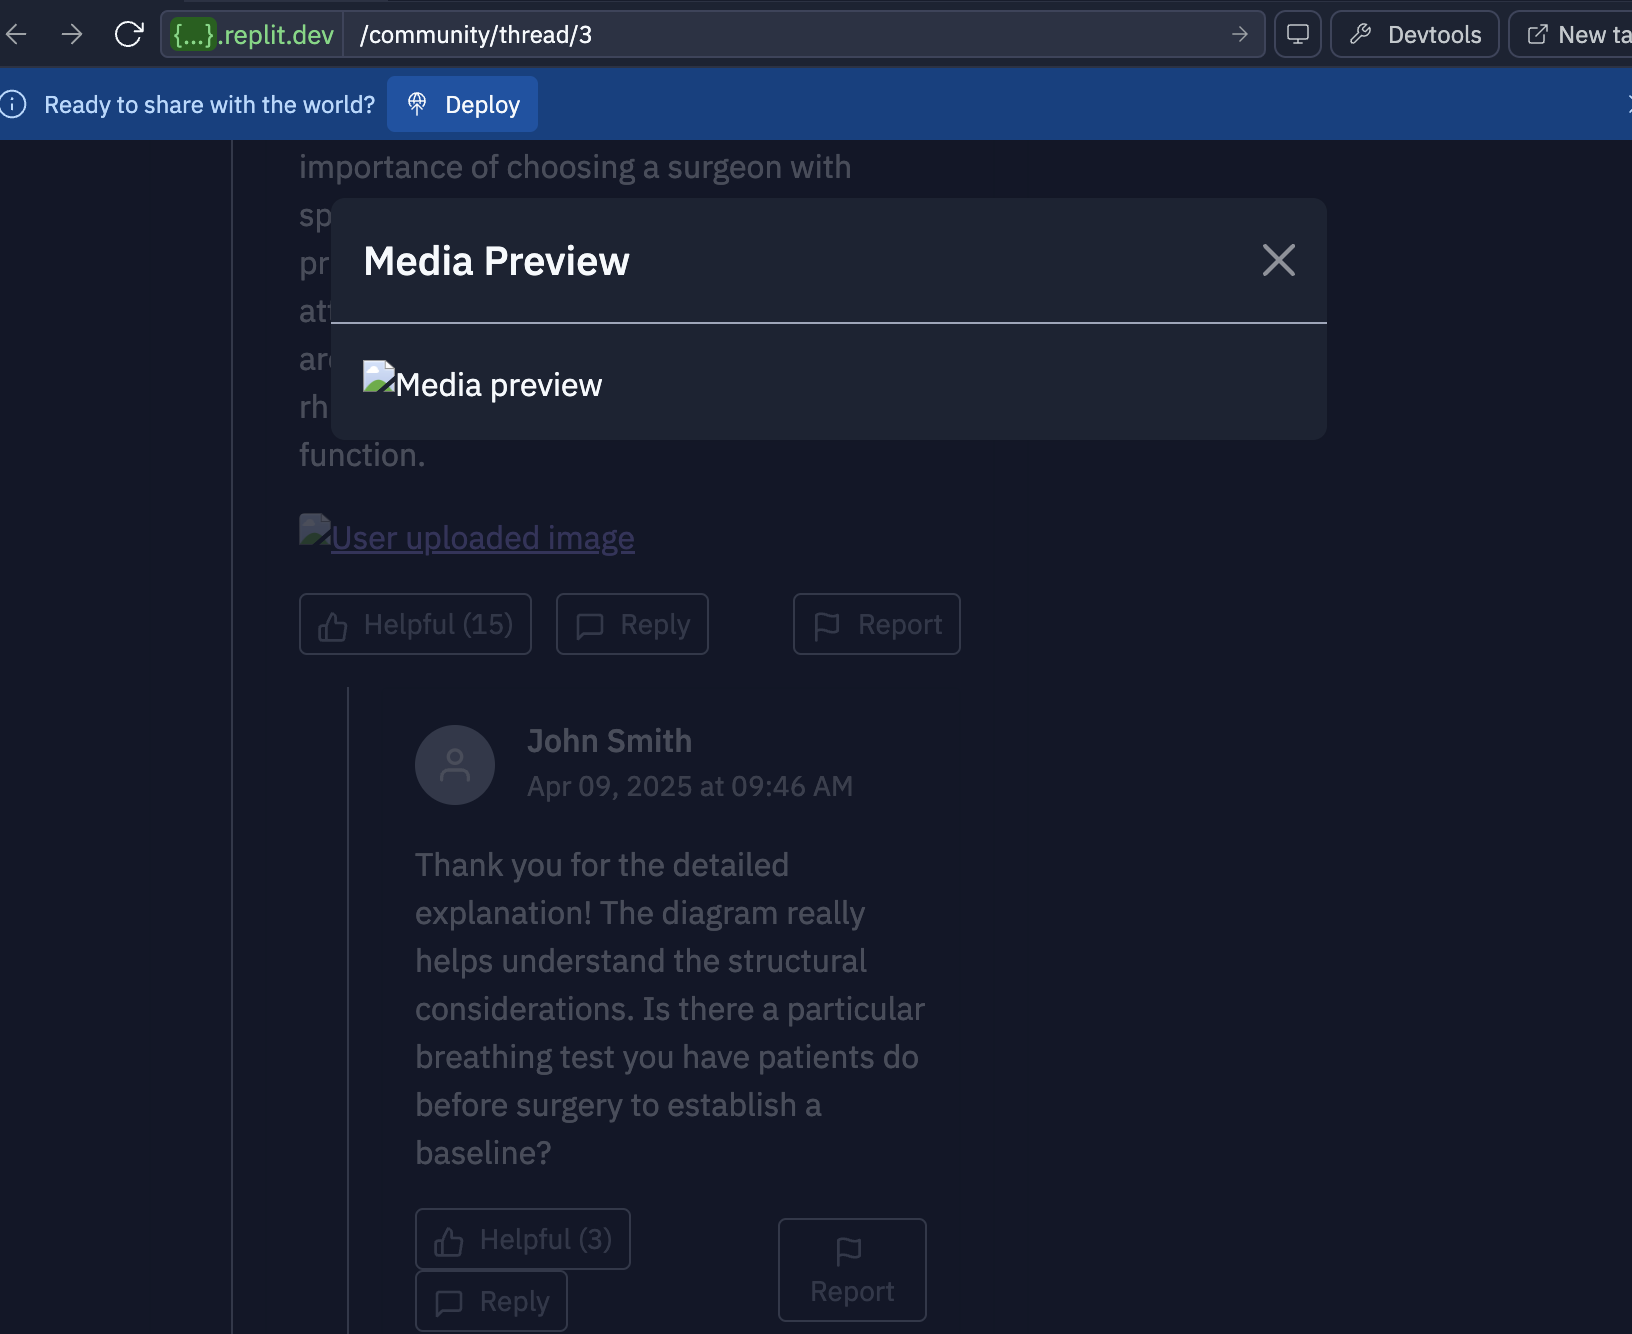 {...}.replit.dev /community/thread/3 Devtools New ta
Ready to share with the world? Deploy
importance of choosing a surgeon with
sp
pr
Media Preview
at
ar
Media preview
rh
function.
User uploaded image
Helpful (15) Reply Report
John Smith
Apr 09, 2025 at 09:46 AM
Thank you for the detailed
explanation! The diagram really
helps understand the structural
considerations. Is there a particular
breathing test you have patients do
before surgery to establish a
baseline?
Helpful (3)
Reply
Report